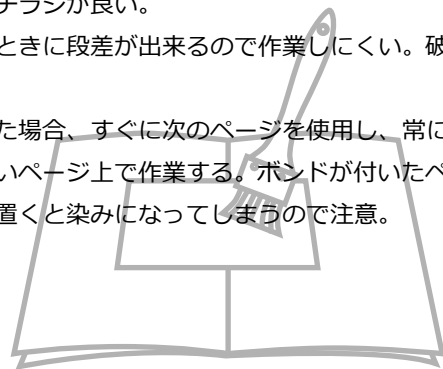 チラシが良い。
ときに段差が出来るので作業しにくい。破
た場合、すぐに次のページを使用し、常に
いページ上で作業する。ボンドが付いたペ
置くと染みになってしまうので注意。